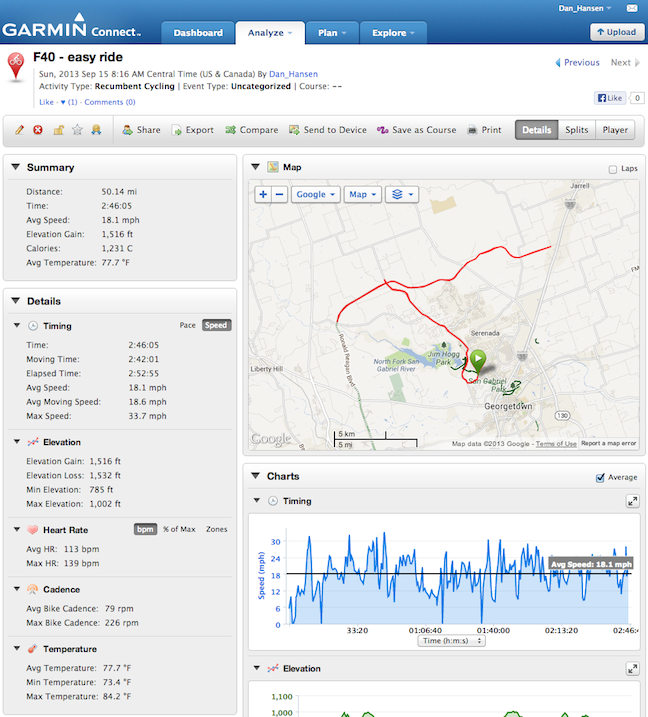 Dan_Hansen
GARMIN Connect™
Dashboard Analyze Plan Explore Upload
F40 - easy ride
Sun, 2013 Sep 15 8:16 AM Central Time (US & Canada) By Dan_Hansen
Activity Type: Recumbent Cycling | Event Type: Uncategorized | Course: --
Like · ♥ (1) · Comments (0)
Previous Next
Like 0
Share Export Compare Send to Device Save as Course Print Details Splits Player
Summary
Distance: 50.14 mi
Time: 2:46:05
Avg Speed: 18.1 mph
Elevation Gain: 1,516 ft
Calories: 1,231 C
Avg Temperature: 77.7 °F
Details
Timing Pace Speed
Time: 2:46:05
Moving Time: 2:42:01
Elapsed Time: 2:52:55
Avg Speed: 18.1 mph
Avg Moving Speed: 18.6 mph
Max Speed: 33.7 mph
Elevation
Elevation Gain: 1,516 ft
Elevation Loss: 1,532 ft
Min Elevation: 785 ft
Max Elevation: 1,002 ft
Heart Rate bpm % of Max Zones
Avg HR: 113 bpm
Max HR: 139 bpm
Cadence
Avg Bike Cadence: 79 rpm
Max Bike Cadence: 226 rpm
Temperature
Avg Temperature: 77.7 °F
Min Temperature: 73.4 °F
Max Temperature: 84.2 °F
Map Laps
+ − Google Map
Jarrell
FM
Serenada
Ronald Reagan Blvd
Jim Hogg
Park
North Fork San
Gabriel River
Liberty Hill
San Gabriel
Park
Georgetown
130
5 km
5 mi
Google
Map data ©2013 Google - Terms of Use Report a map error
Charts Average
Timing
Speed (mph)
30
24
18
12
6
0
Avg Speed: 18.1 mph
33:20 01:06:40 01:40:00 02:13:20 02:46:
Time (h:m:s)
Elevation
1,100
1,000